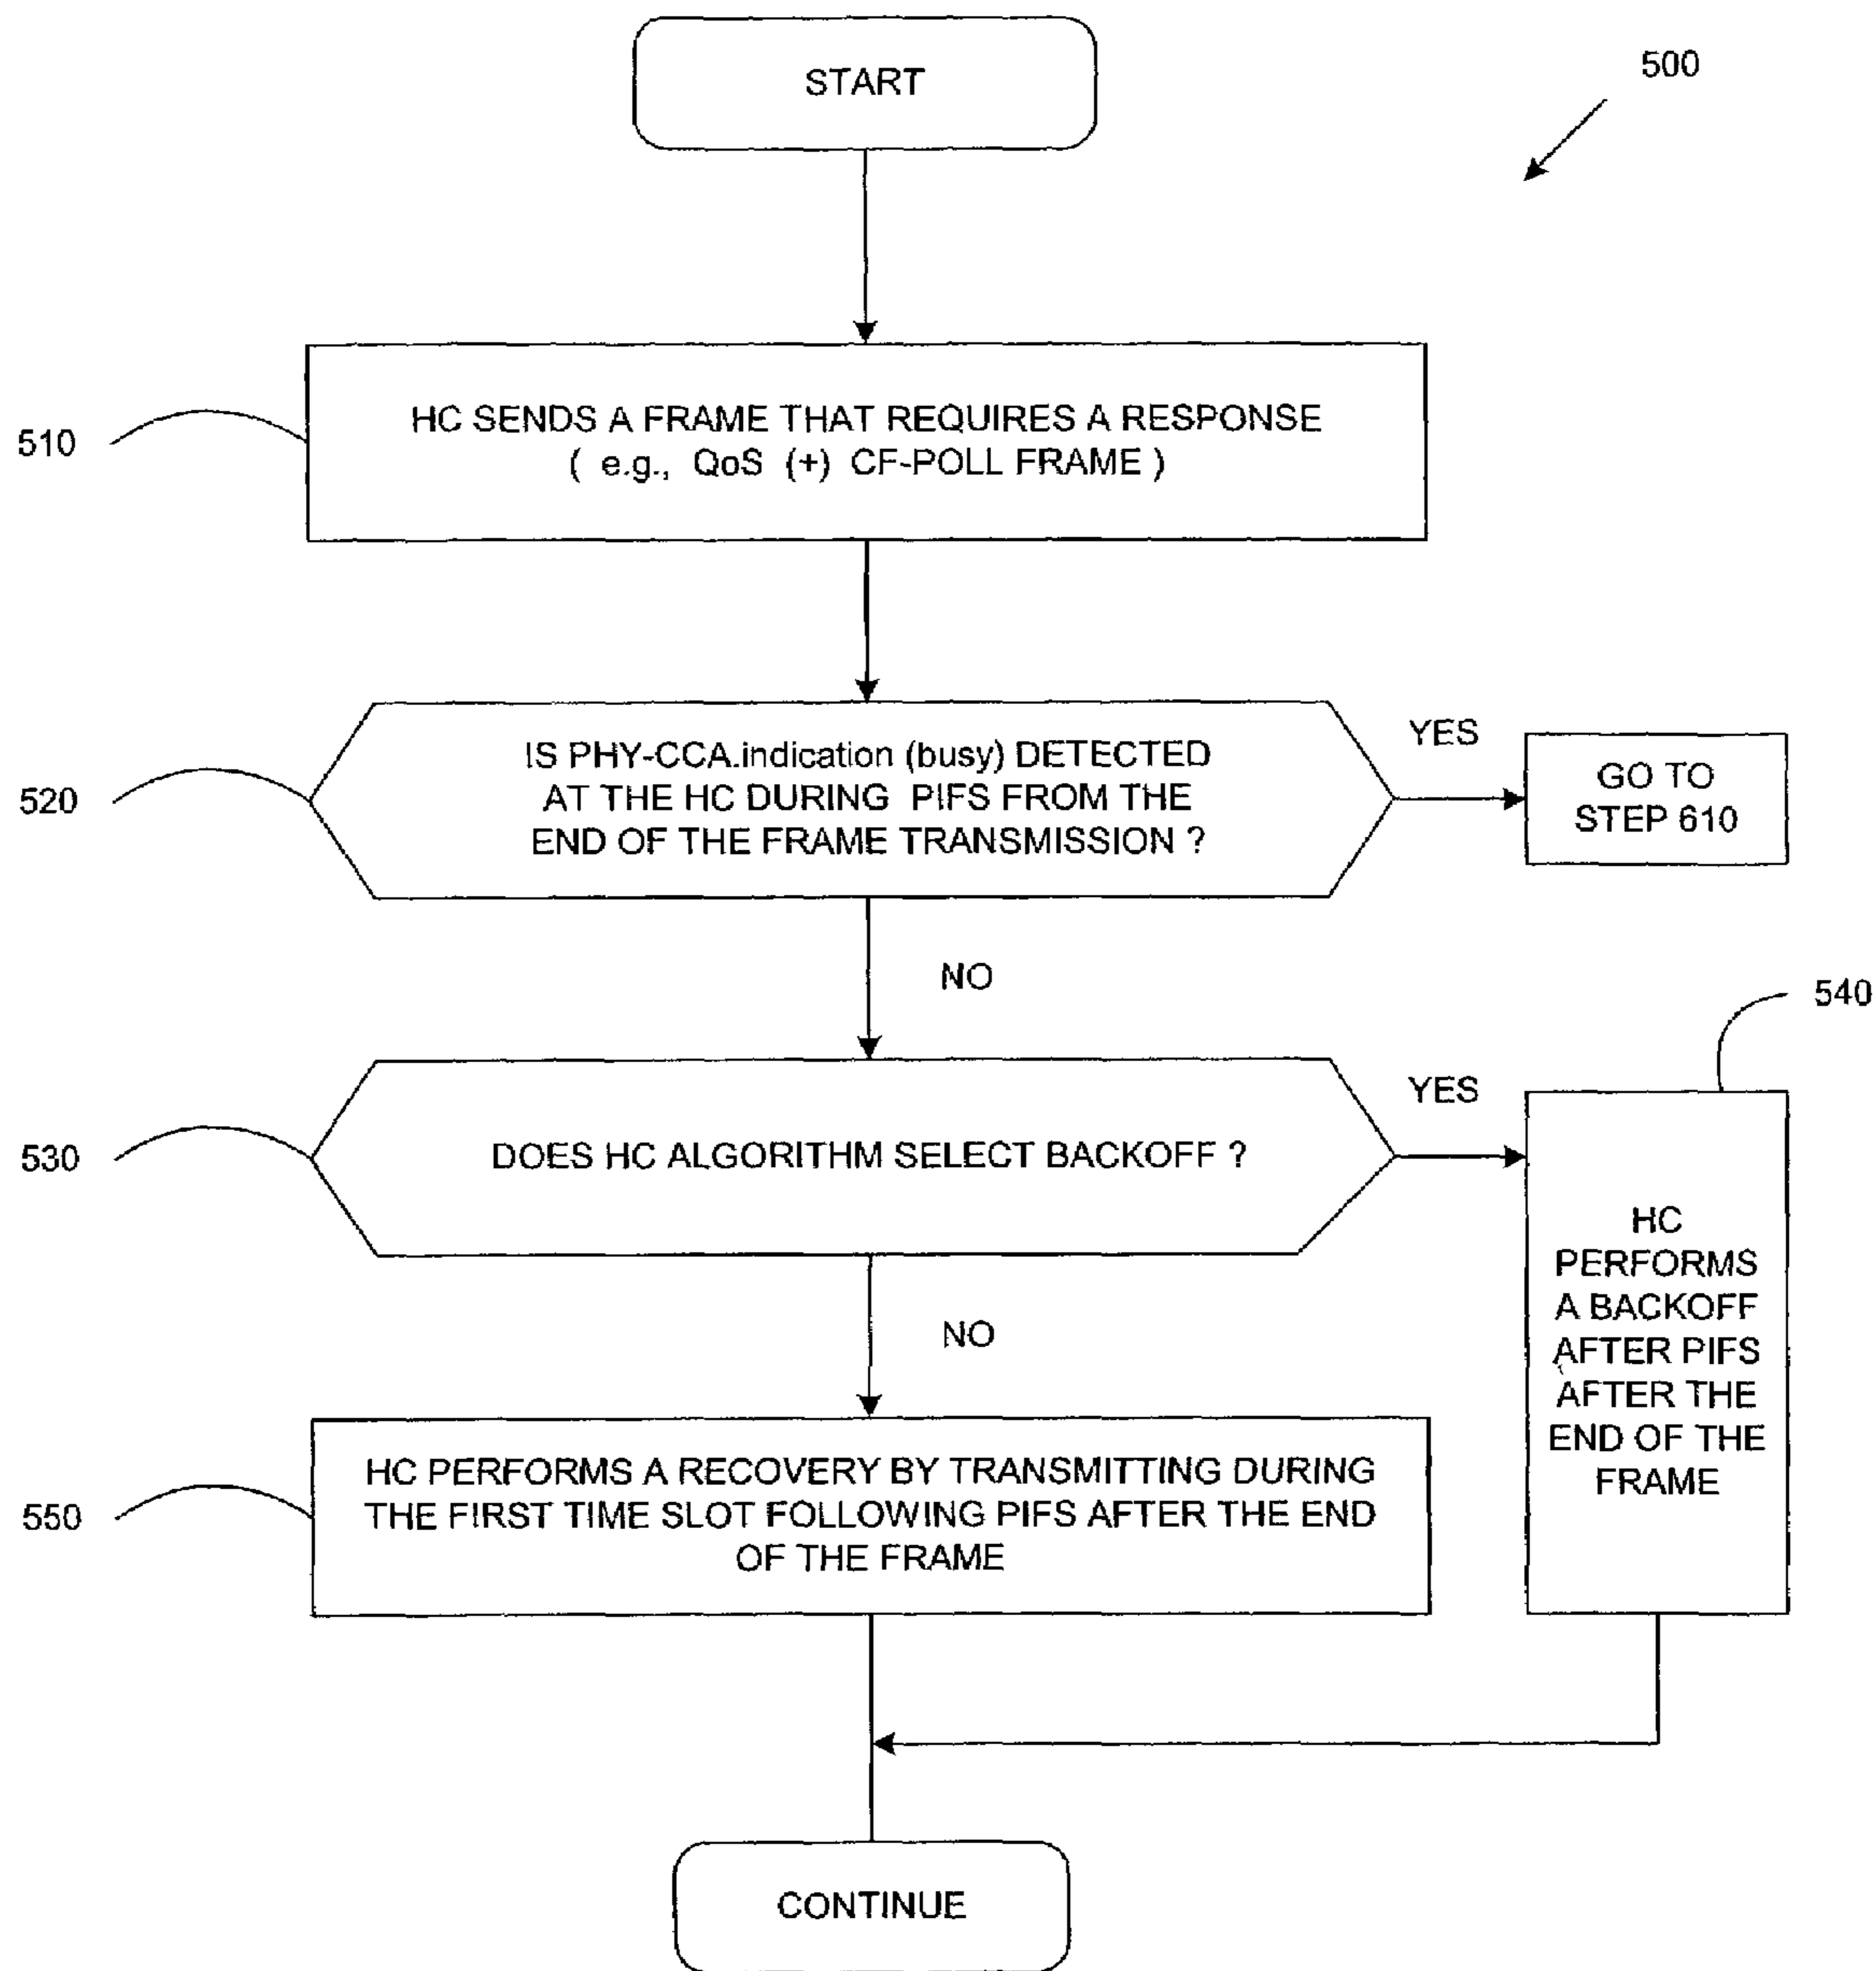 START
500
510
HC SENDS A FRAME THAT REQUIRES A RESPONSE
( e.g., QoS (+) CF-POLL FRAME )
520
IS PHY-CCA.indication (busy) DETECTED
AT THE HC DURING PIFS FROM THE
END OF THE FRAME TRANSMISSION ?
YES
GO TO
STEP 610
NO
530
DOES HC ALGORITHM SELECT BACKOFF ?
YES
540
HC
PERFORMS
A BACKOFF
AFTER PIFS
AFTER THE
END OF THE
FRAME
NO
550
HC PERFORMS A RECOVERY BY TRANSMITTING DURING
THE FIRST TIME SLOT FOLLOWING PIFS AFTER THE END
OF THE FRAME
CONTINUE